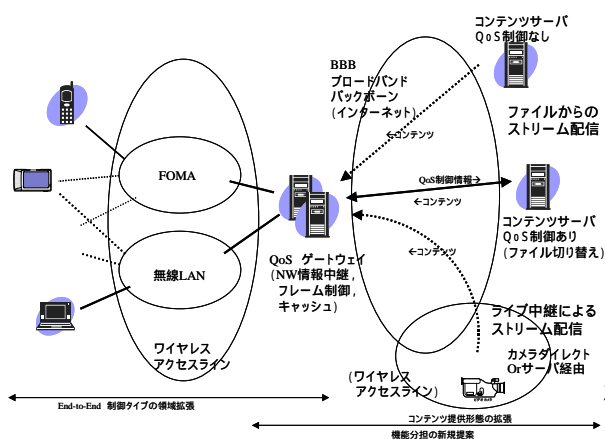 コンテンツサーバ
QoS制御なし
BBB
ブロードバンド
バックボーン
(インターネット)
ファイルからの
ストリーム配信
←コンテンツ
FOMA
QoS制御情報→
←コンテンツ
コンテンツサーバ
QoS制御あり
(ファイル切り替え)
QoS ゲートウェイ
(NW情報中継,
フレーム制御,
キャッシュ)
←コンテンツ
無線LAN
ライブ中継による
ストリーム配信
ワイヤレス
アクセスライン
カメラダイレクト
Orサーバ経由
(ワイヤレス
アクセスライン)
End-to-End 制御タイプの領域拡張
コンテンツ提供形態の拡張
機能分担の新規提案